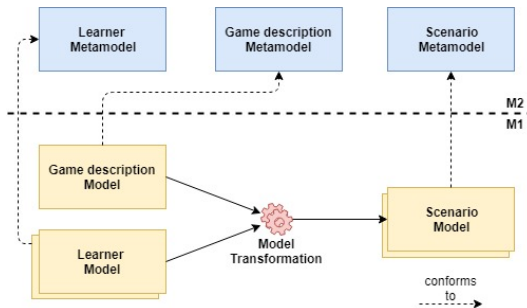 Learner
Metamodel
Game description
Metamodel
Scenario
Metamodel
M2
M1
Game description
Model
Learner
Model
Model
Transformation
Scenario
Model
conforms
to